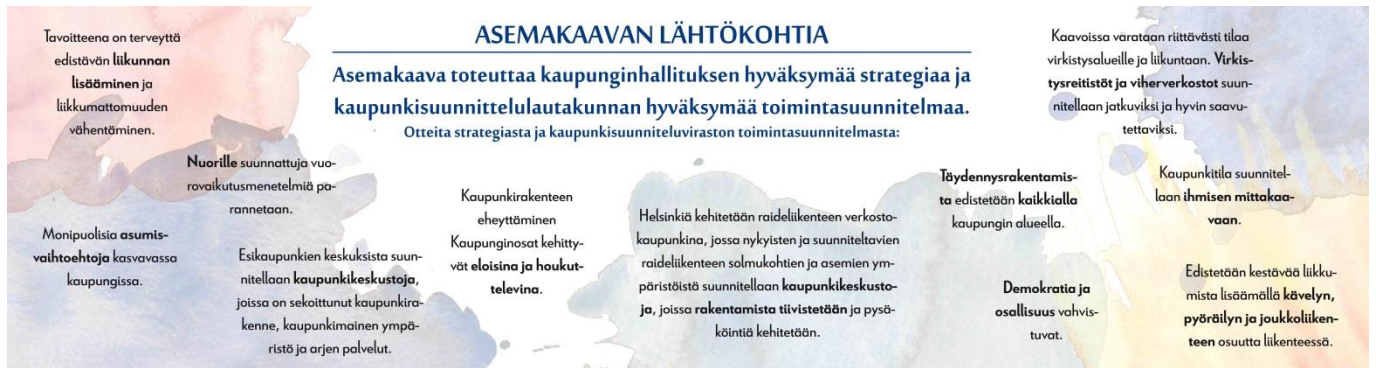 ASEMAKAAVAN LÄHTÖKOHTIA
Asemakaava toteuttaa kaupunginhallituksen hyväksymää strategiaa ja
kaupunkisuunnittelulautakunnan hyväksymää toimintasuunnitelmaa.
Otteita strategiasta ja kaupunkisuunniteluviraston toimintasuunnitelmasta:
Tavoitteena on terveyttä
edistävän liikunnan
lisääminen ja
liikkumattomuuden
vähentäminen.
Nuorille suunnattuja vuo-
rovaikutusmenetelmiä pa-
rannetaan.
Monipuolisia asumis-
vaihtoehtoja kasvavassa
kaupungissa.
Esikaupunkien keskuksista suun-
nitellaan kaupunkikeskustoja,
joissa on sekoittunut kaupunkira-
kenne, kaupunkimainen ympä-
ristö ja arjen palvelut.
Kaupunkirakenteen
eheyttäminen
Kaupunginosat kehitty-
vät eloisina ja houkut-
televina.
Helsinkiä kehitetään raideliikenteen verkosto-
kaupunkina, jossa nykyisten ja suunniteltavien
raideliikenteen solmukohtien ja asemien ym-
päristöistä suunnitellaan kaupunkikeskusto-
ja, joissa rakentamista tiivistetään ja pysä-
köintiä kehitetään.
Täydennysrakentamis-
ta edistetään kaikkialla
kaupungin alueella.
Demokratia ja
osallisuus vahvis-
tuvat.
Kaavoissa varataan riittävästi tilaa
virkistysalueille ja liikuntaan. Virkis-
tysreitistöt ja viherverkostot suun-
nitellaan jatkuviksi ja hyvin saavu-
tettaviksi.
Kaupunkitila suunnitel-
laan ihmisen mittakaa-
vaan.
Edistetään kestävää liikku-
mista lisäämällä kävelyn,
pyöräilyn ja joukkoliiken-
teen osuutta liikenteessä.